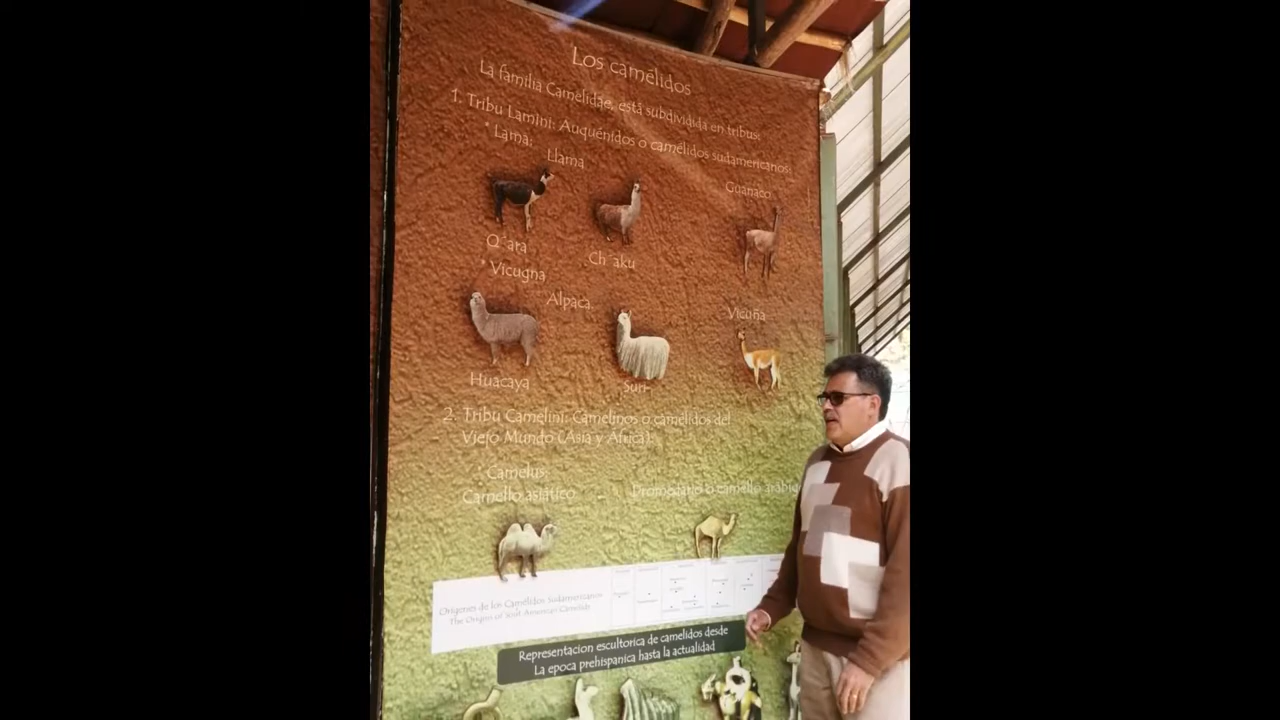 Los camélidos
La familia Camelidae, está subdividida en tribus:
1. Tribu Lamini: Auquénidos o camélidos sudamericanos:
* Lama:
Llama
Guanaco
Q´ara
Ch´aku
* Vicugna
Alpaca
Vicuña
Huacaya
Suri
2. Tribu Camelini: Camelinos o camélidos del
Viejo Mundo (Asia y África):
* Camelus:
Camello asiático - Dromedario o camello arábig
Origenes de los Camélidos Sudamericanos
The Origins of South American Camelids
Representacion escultorica de camelidos desde
La epoca prehispanica hasta la actualidad